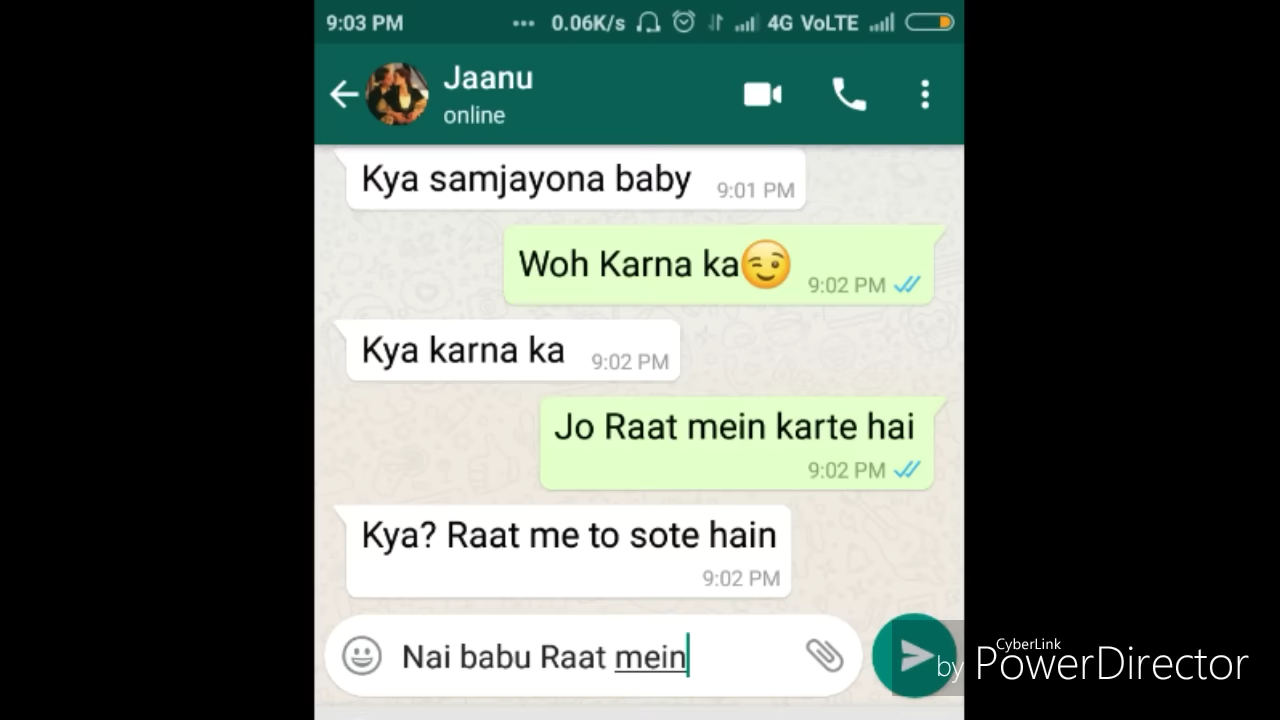 9:03 PM ... 0.06K/s 4G VoLTE
Jaanu
online
Kya samjayona baby 9:01 PM
Woh Karna ka😉 9:02 PM
Kya karna ka 9:02 PM
Jo Raat mein karte hai
9:02 PM
Kya? Raat me to sote hain
9:02 PM
Nai babu Raat mein
CyberLink
by PowerDirector